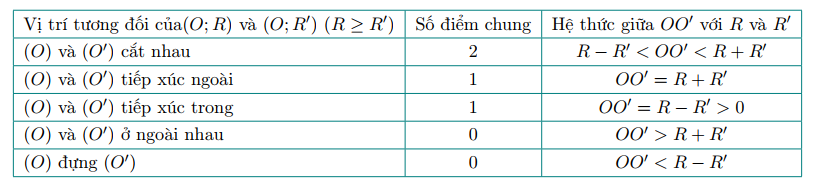 Vị trí tương đối của(O; R) và (O; R′) (R ≥ R′) Số điểm chung Hệ thức giữa OO′ với R và R′
(O) và (O′) cắt nhau 2 R − R′ < OO′ < R + R′
(O) và (O′) tiếp xúc ngoài 1 OO′ = R + R′
(O) và (O′) tiếp xúc trong 1 OO′ = R − R′ > 0
(O) và (O′) ở ngoài nhau 0 OO′ > R + R′
(O) đựng (O′) 0 OO′ < R − R′